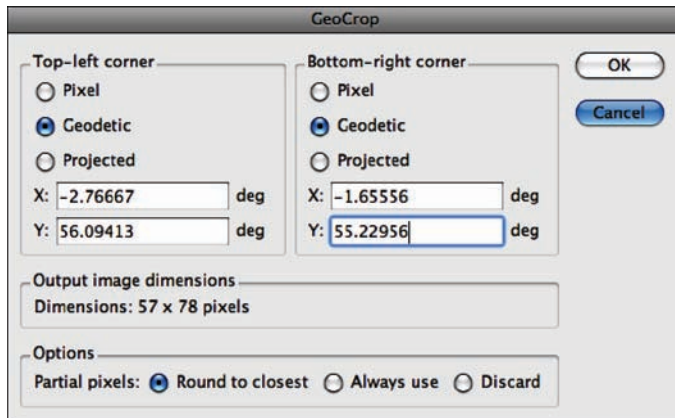 GeoCrop
Top-left corner
Pixel
Geodetic
Projected
X: -2.76667 deg
Y: 56.09413 deg
Bottom-right corner
Pixel
Geodetic
Projected
X: -1.65556 deg
Y: 55.22956 deg
OK
Cancel
Output image dimensions
Dimensions: 57 x 78 pixels
Options
Partial pixels: Round to closest Always use Discard